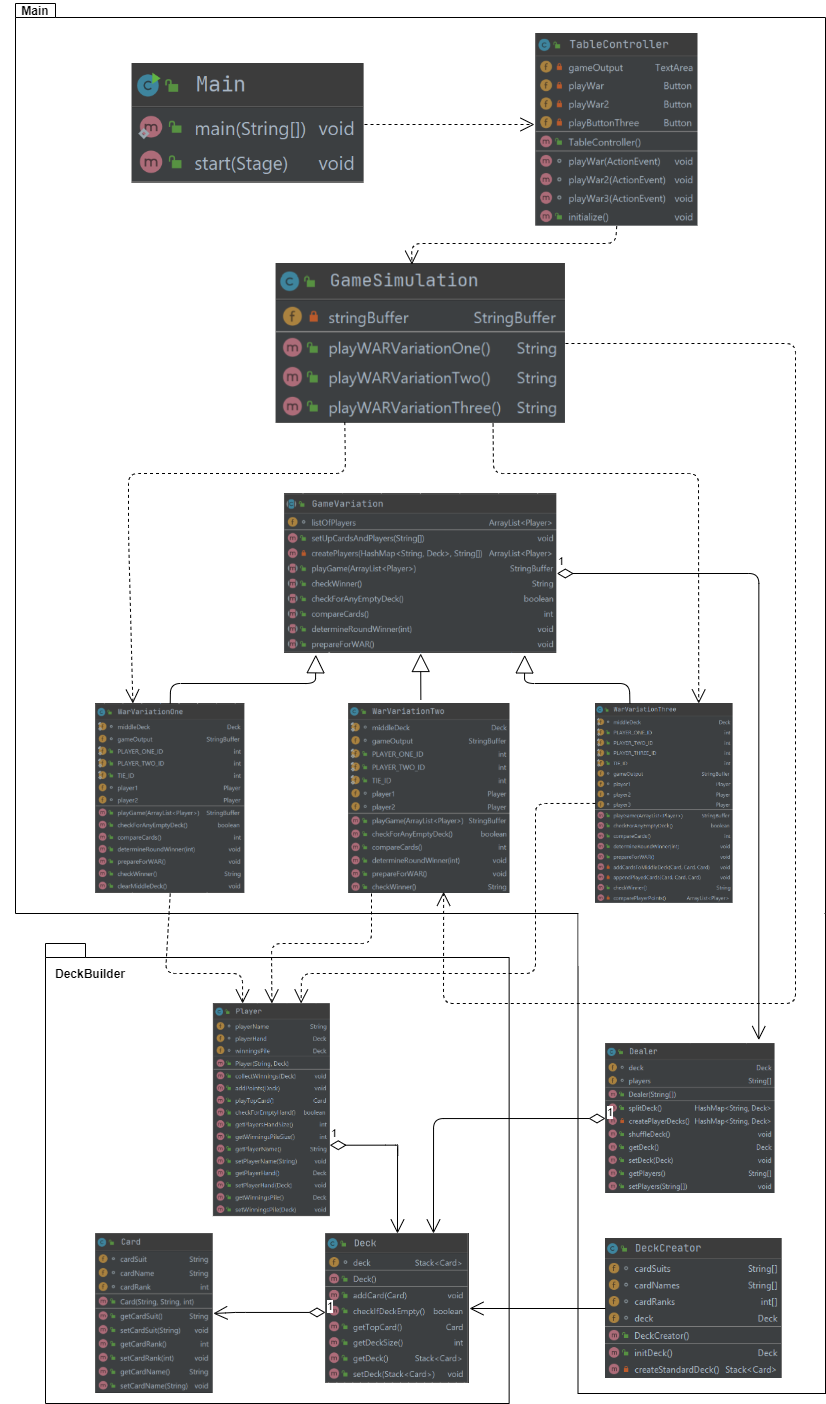 Main
Main
main(String[]) void
start(Stage) void
TableController
gameOutput TextArea
playWar Button
playWar2 Button
playButtonThree Button
TableController()
playWar(ActionEvent) void
playWar2(ActionEvent) void
playWar3(ActionEvent) void
initialize() void
GameSimulation
stringBuffer StringBuffer
playWARVariationOne() String
playWARVariationTwo() String
playWARVariationThree() String
GameVariation
listOfPlayers ArrayList<Player>
setUpCardsAndPlayers(String[]) void
createPlayers(HashMap<String, Deck>, String[]) ArrayList<Player>
playGame(ArrayList<Player>) StringBuffer
checkWinner() String
checkForAnyEmptyDeck() boolean
compareCards() int
determineRoundWinner(int) void
prepareForWAR() void
1
WarVariationOne
middleDeck Deck
gameOutput StringBuffer
PLAYER_ONE_ID int
PLAYER_TWO_ID int
TIE_ID int
player1 Player
player2 Player
playGame(ArrayList<Player>) StringBuffer
checkForAnyEmptyDeck() boolean
compareCards() int
determineRoundWinner(int) void
prepareForWAR() void
checkWinner() String
clearMiddleDeck() void
WarVariationTwo
middleDeck Deck
gameOutput StringBuffer
PLAYER_ONE_ID int
PLAYER_TWO_ID int
TIE_ID int
player1 Player
player2 Player
playGame(ArrayList<Player>) StringBuffer
checkForAnyEmptyDeck() boolean
compareCards() int
determineRoundWinner(int) void
prepareForWAR() void
checkWinner() String
WarVariationThree
middleDeck Deck
PLAYER_ONE_ID int
PLAYER_TWO_ID int
PLAYER_THREE_ID int
TIE_ID int
gameOutput StringBuffer
player1 Player
player2 Player
player3 Player
playGame(ArrayList<Player>) StringBuffer
checkForAnyEmptyDeck() boolean
compareCards() int
determineRoundWinner(int) void
prepareForWAR() void
addCardsToMiddleDeck(Card, Card, Card) void
appendPlayedCards(Card, Card, Card) void
checkWinner() String
comparePlayerPoints() ArrayList<Player>
DeckBuilder
Player
playerName String
playerHand Deck
winningsPile Deck
Player(String, Deck)
collectWinnings(Deck) void
addPoints(Deck) void
playTopCard() Card
checkForEmptyHand() boolean
getPlayersHandSize() int
getWinningsPileSize() int
getPlayerName() String
setPlayerName(String) void
getPlayerHand() Deck
setPlayerHand(Deck) void
getWinningsPile() Deck
setWinningsPile(Deck) void
1
Dealer
deck Deck
players String[]
Dealer(String[])
1
splitDeck() HashMap<String, Deck>
createPlayerDecks() HashMap<String, Deck>
shuffleDeck() void
getDeck() Deck
setDeck(Deck) void
getPlayers() String[]
setPlayers(String[]) void
Card
cardSuit String
cardName String
cardRank int
Card(String, String, int)
getCardSuit() String
setCardSuit(String) void
getCardRank() int
setCardRank(int) void
getCardName() String
setCardName(String) void
Deck
deck Stack<Card>
Deck()
addCard(Card) void
1
checkIfDeckEmpty() boolean
getTopCard() Card
getDeckSize() int
getDeck() Stack<Card>
setDeck(Stack<Card>) void
DeckCreator
cardSuits String[]
cardNames String[]
cardRanks int[]
deck Deck
DeckCreator()
initDeck() Deck
createStandardDeck() Stack<Card>